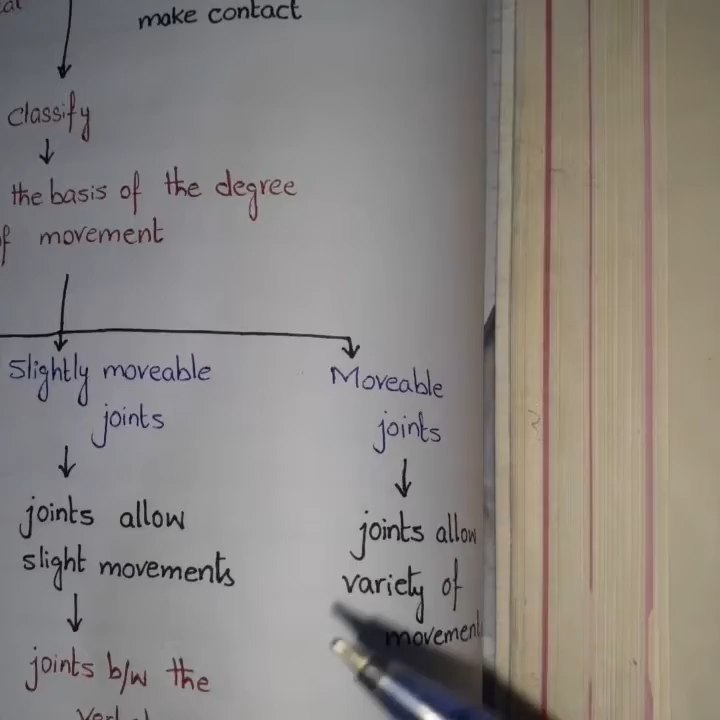 make contact
classify
the basis of the degree
movement
slightly moveable
joints
joints allow
slight movements
joints b/w the
Moveable
joints
joints allow
variety of
movement